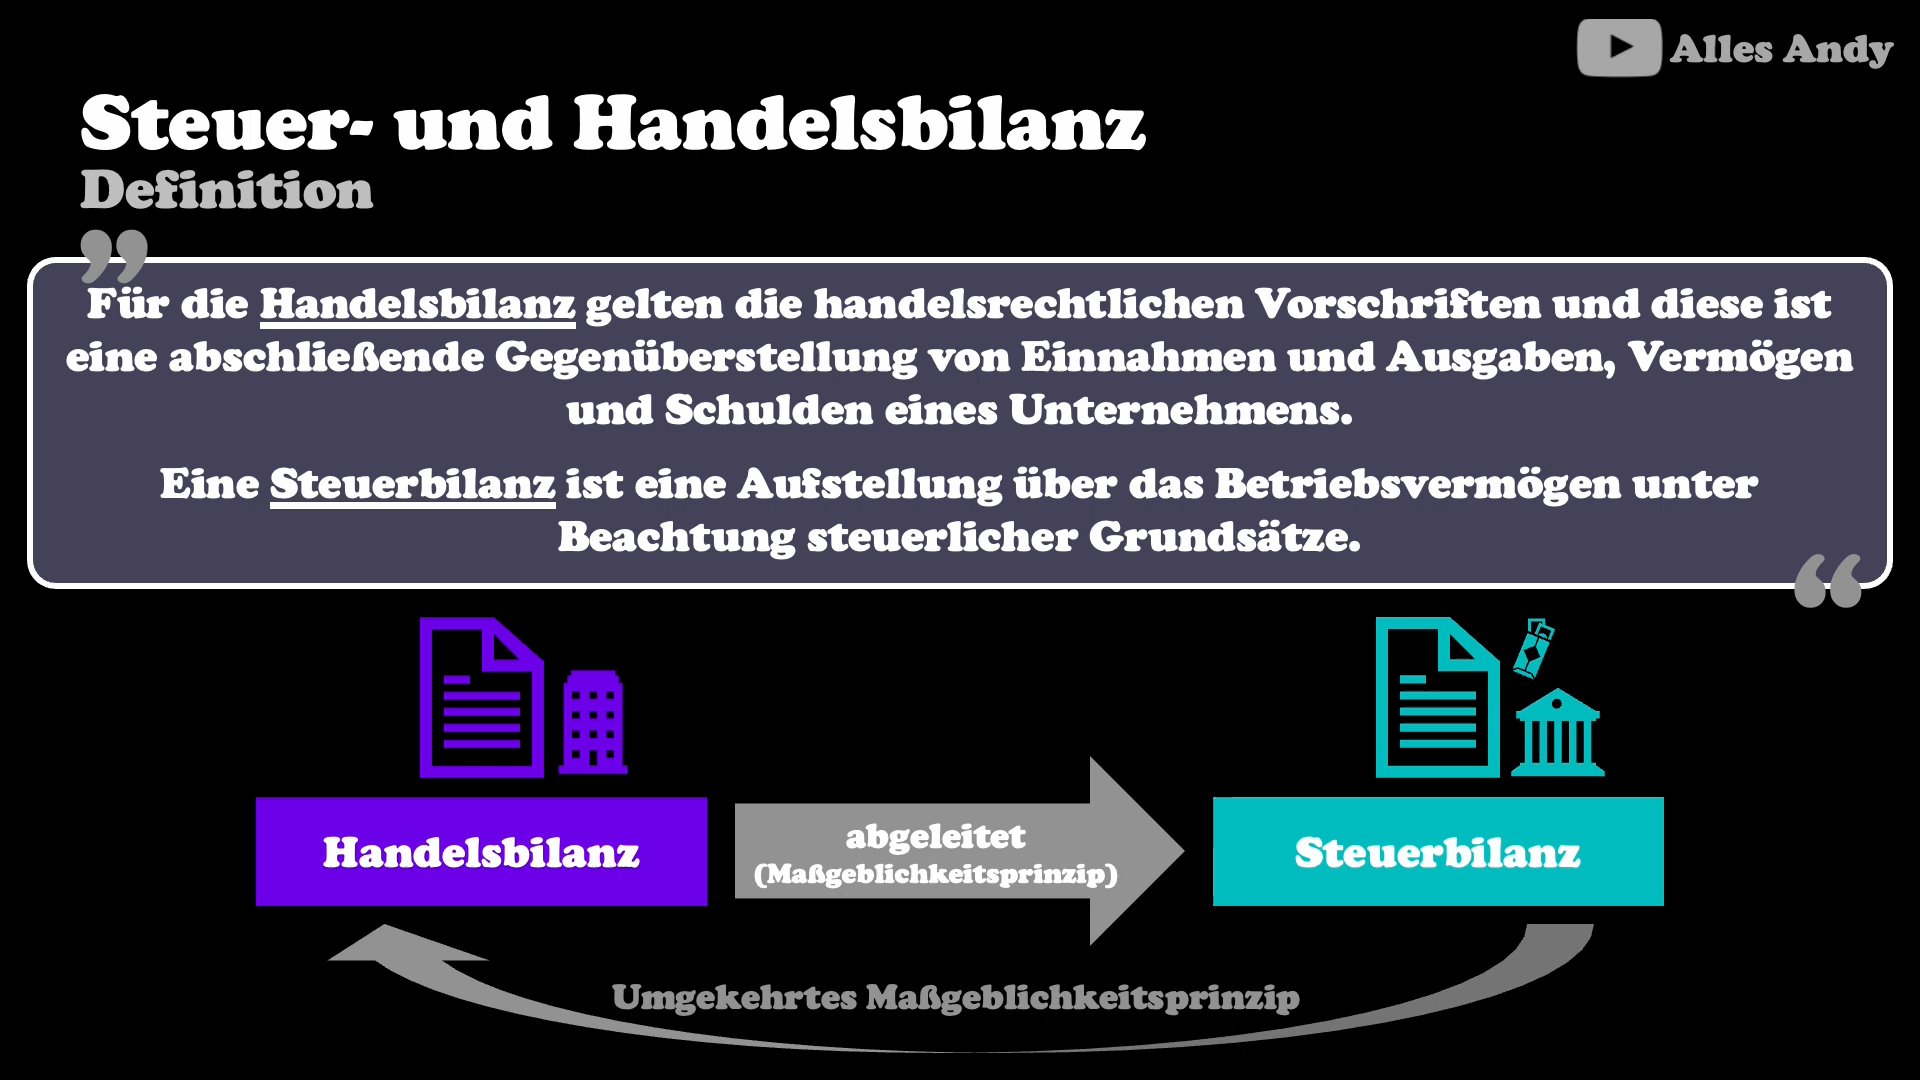 Alles Andy
Steuer- und Handelsbilanz
Definition
”
Für die Handelsbilanz gelten die handelsrechtlichen Vorschriften und diese ist
eine abschließende Gegenüberstellung von Einnahmen und Ausgaben, Vermögen
und Schulden eines Unternehmens.
Eine Steuerbilanz ist eine Aufstellung über das Betriebsvermögen unter
Beachtung steuerlicher Grundsätze.
“
Handelsbilanz
abgeleitet
(Maßgeblichkeitsprinzip)
Steuerbilanz
Umgekehrtes Maßgeblichkeitsprinzip